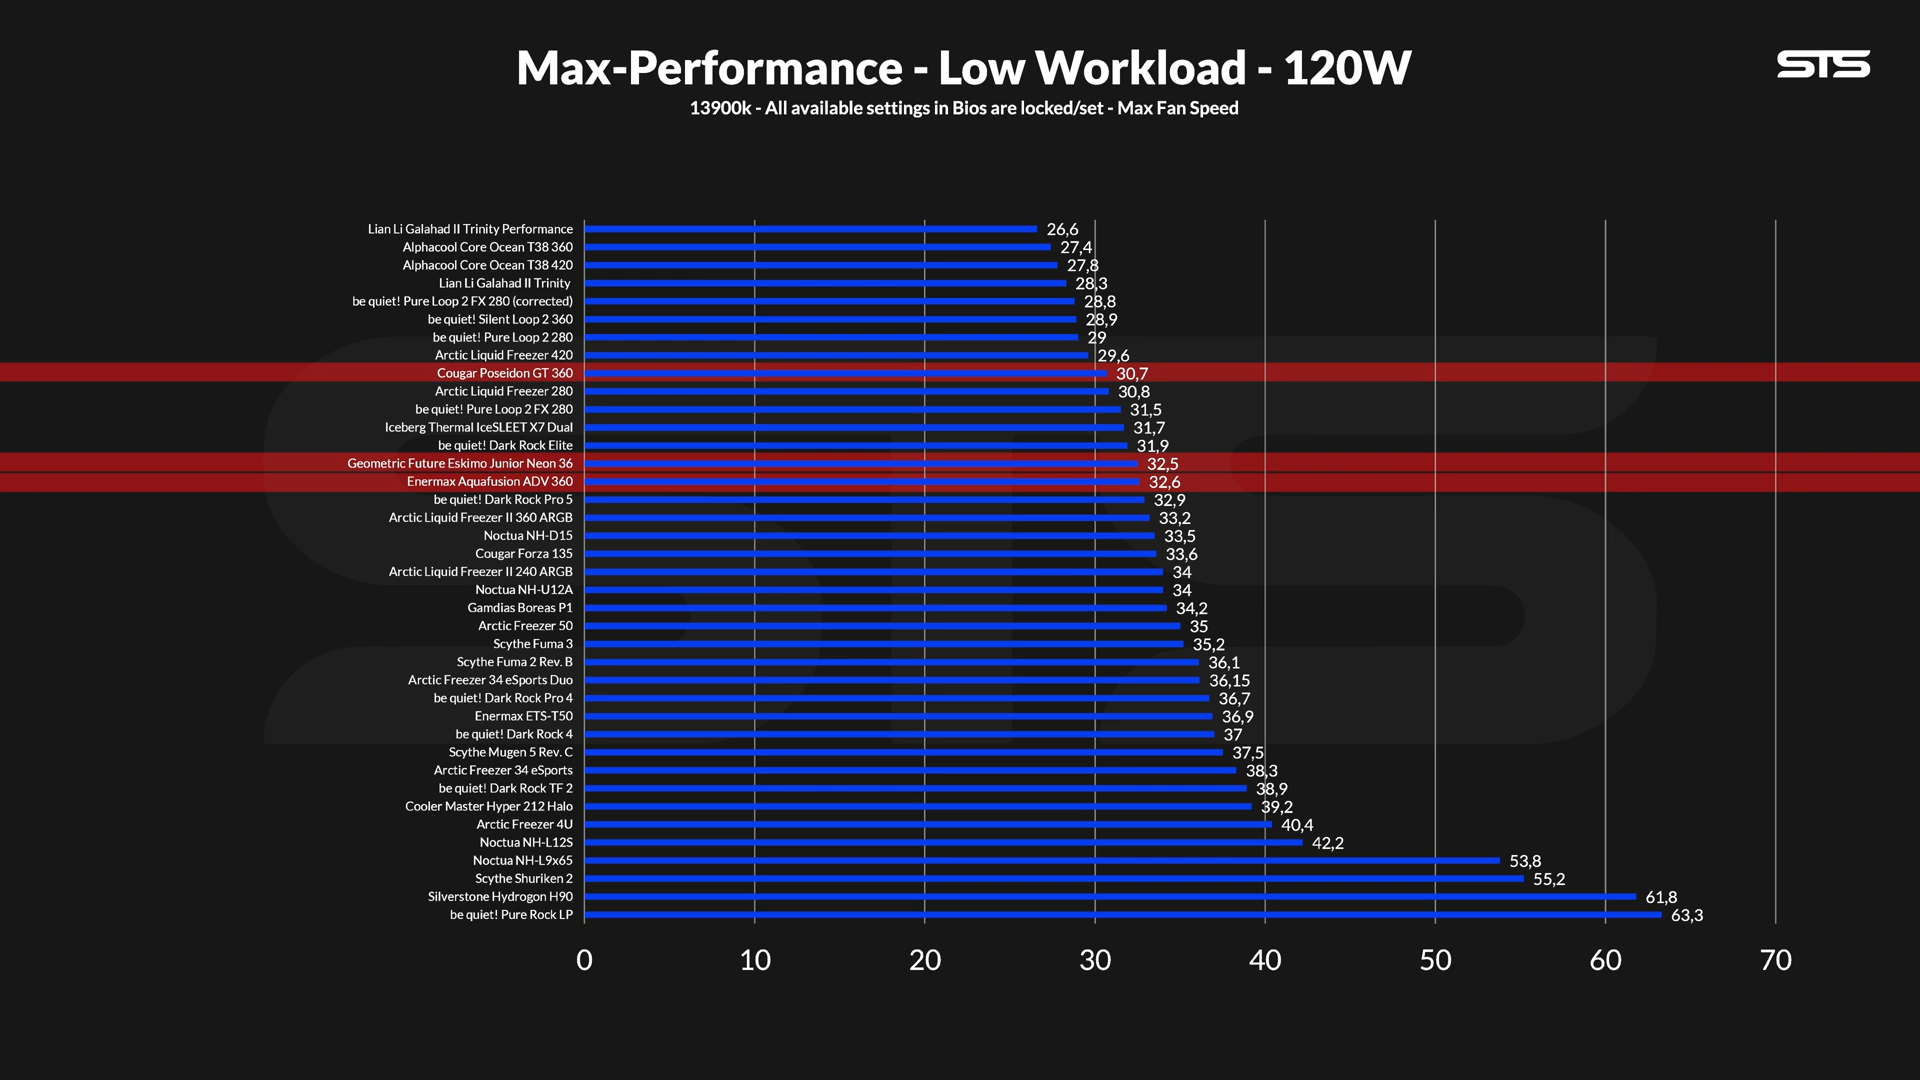 Max-Performance - Low Workload - 120W
STS
13900k - All available settings in Bios are locked/set - Max Fan Speed
Lian Li Galahad II Trinity Performance 26,6
Alphacool Core Ocean T38 360 27,4
Alphacool Core Ocean T38 420 27,8
Lian Li Galahad II Trinity 28,3
be quiet! Pure Loop 2 FX 280 (corrected) 28,8
be quiet! Silent Loop 2 360 28,9
be quiet! Pure Loop 2 280 29
Arctic Liquid Freezer 420 29,6
Cougar Poseidon GT 360 30,7
Arctic Liquid Freezer 280 30,8
be quiet! Pure Loop 2 FX 280 31,5
Iceberg Thermal IceSLEET X7 Dual 31,7
be quiet! Dark Rock Elite 31,9
Geometric Future Eskimo Junior Neon 36 32,5
Enermax Aquafusion ADV 360 32,6
be quiet! Dark Rock Pro 5 32,9
Arctic Liquid Freezer II 360 ARGB 33,2
Noctua NH-D15 33,5
Cougar Forza 135 33,6
Arctic Liquid Freezer II 240 ARGB 34
Noctua NH-U12A 34
Gamdias Boreas P1 34,2
Arctic Freezer 50 35
Scythe Fuma 3 35,2
Scythe Fuma 2 Rev. B 36,1
Arctic Freezer 34 eSports Duo 36,15
be quiet! Dark Rock Pro 4 36,7
Enermax ETS-T50 36,9
be quiet! Dark Rock 4 37
Scythe Mugen 5 Rev. C 37,5
Arctic Freezer 34 eSports 38,3
be quiet! Dark Rock TF 2 38,9
Cooler Master Hyper 212 Halo 39,2
Arctic Freezer 4U 40,4
Noctua NH-L12S 42,2
Noctua NH-L9x65 53,8
Scythe Shuriken 2 55,2
Silverstone Hydrogon H90 61,8
be quiet! Pure Rock LP 63,3
0 10 20 30 40 50 60 70